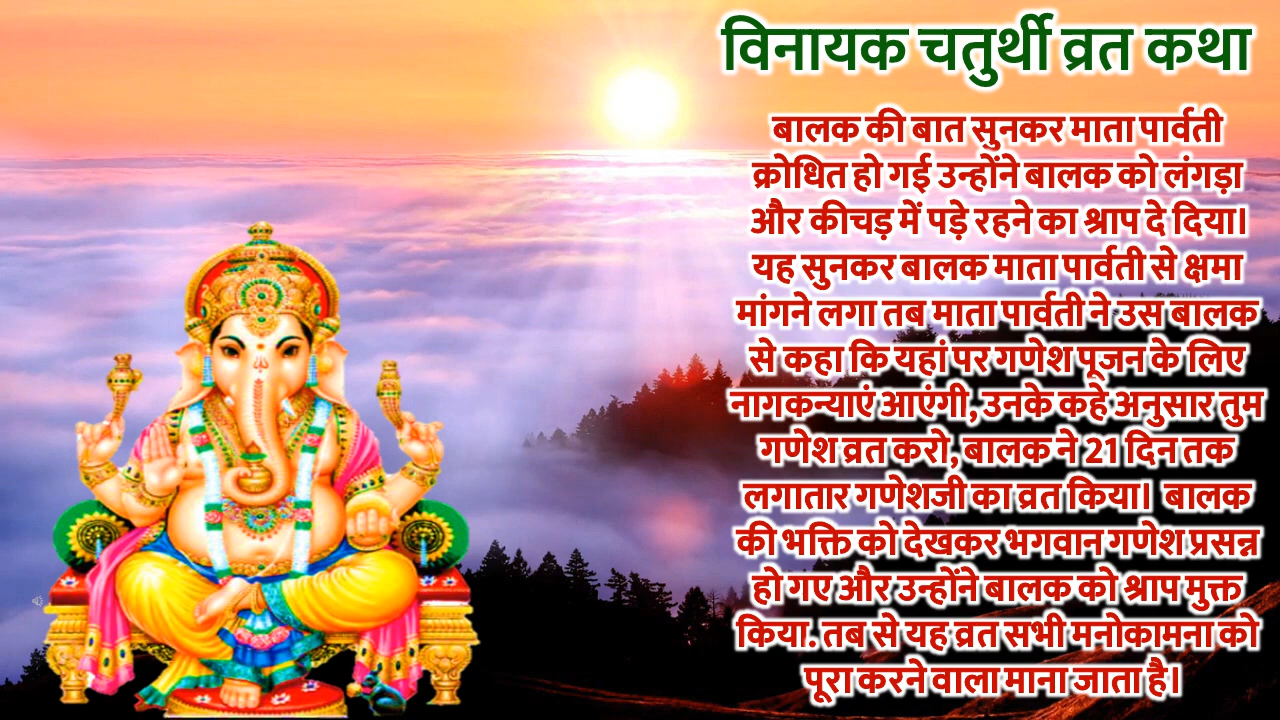 विनायक चतुर्थी व्रत कथा
बालक की बात सुनकर माता पार्वती
क्रोधित हो गई उन्होंने बालक को लंगड़ा
और कीचड़ में पड़े रहने का श्राप दे दिया।
यह सुनकर बालक माता पार्वती से क्षमा
मांगने लगा तब माता पार्वती ने उस बालक
से कहा कि यहां पर गणेश पूजन के लिए
नागकन्याएं आएंगी, उनके कहे अनुसार तुम
गणेश व्रत करो, बालक ने 21 दिन तक
लगातार गणेशजी का व्रत किया। बालक
की भक्ति को देखकर भगवान गणेश प्रसन्न
हो गए और उन्होंने बालक को श्राप मुक्त
किया. तब से यह व्रत सभी मनोकामना को
पूरा करने वाला माना जाता है।